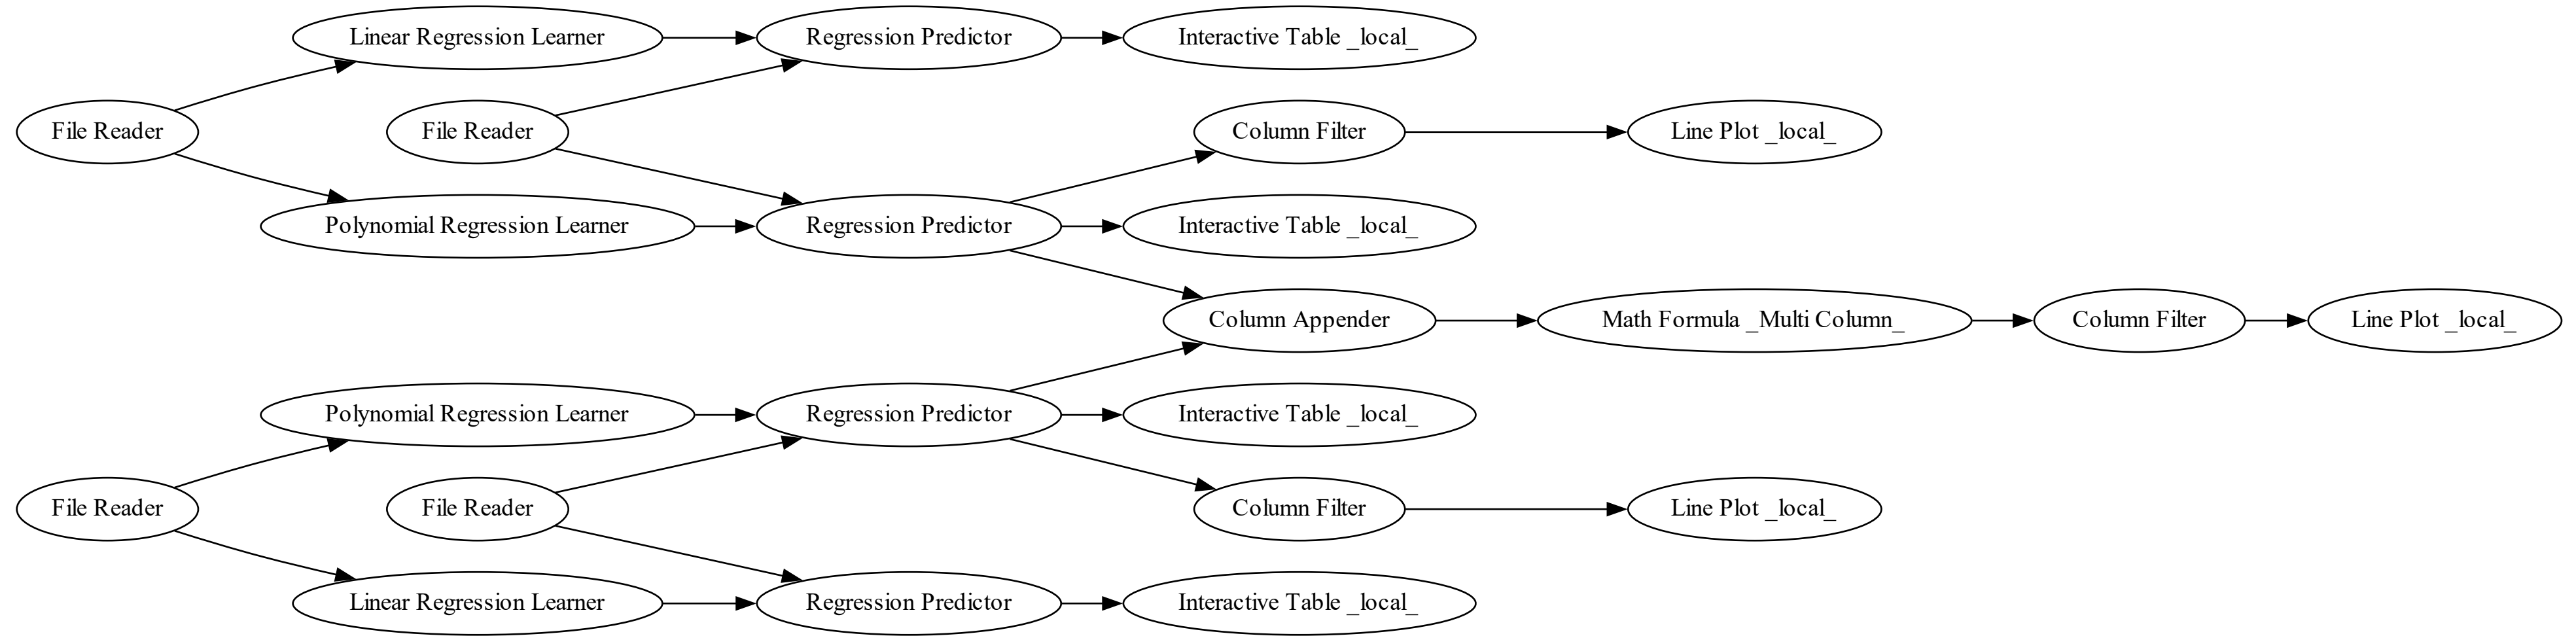 Linear Regression Learner
Regression Predictor
Interactive Table _local_
File Reader
File Reader
Column Filter
Line Plot _local_
Polynomial Regression Learner
Regression Predictor
Interactive Table _local_
Column Appender
Math Formula _Multi Column_
Column Filter
Line Plot _local_
Polynomial Regression Learner
Regression Predictor
Interactive Table _local_
File Reader
File Reader
Column Filter
Line Plot _local_
Linear Regression Learner
Regression Predictor
Interactive Table _local_